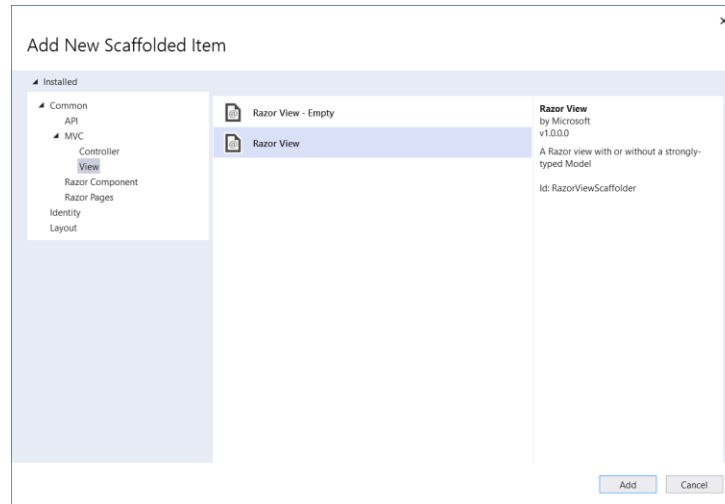 Add New Scaffolded Item
Installed
Common
API
MVC
Controller
View
Razor Component
Razor Pages
Identity
Layout
Razor View - Empty
Razor View
Razor View
by Microsoft
v1.0.0.0
A Razor view with or without a strongly-
typed Model
Id: RazorViewScaffolder
Add
Cancel